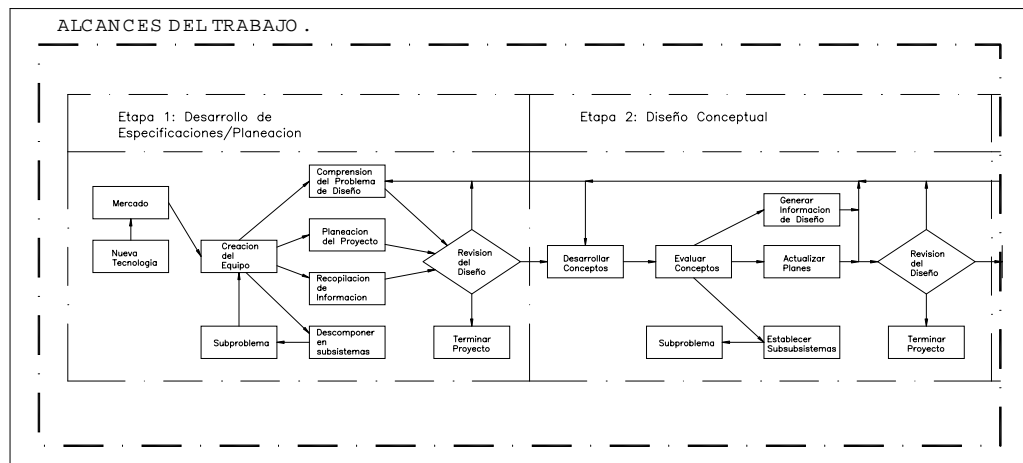 ALCANCES DEL TRABAJO .
Etapa 1: Desarrollo de
Especificaciones/Planeacion
Mercado
Nueva
Tecnologia
Creacion
del
Equipo
Subproblema
Comprension
del Problema
de Diseño
Planeacion
del Proyecto
Recopilacion
de
Informacion
Descomponer
en
subsistemas
Revision
del
Diseño
Terminar
Proyecto
Etapa 2: Diseño Conceptual
Desarrollar
Conceptos
Evaluar
Conceptos
Subproblema
Generar
Informacion
de Diseño
Actualizar
Planes
Establecer
Subsubsistemas
Revision
del
Diseño
Terminar
Proyecto